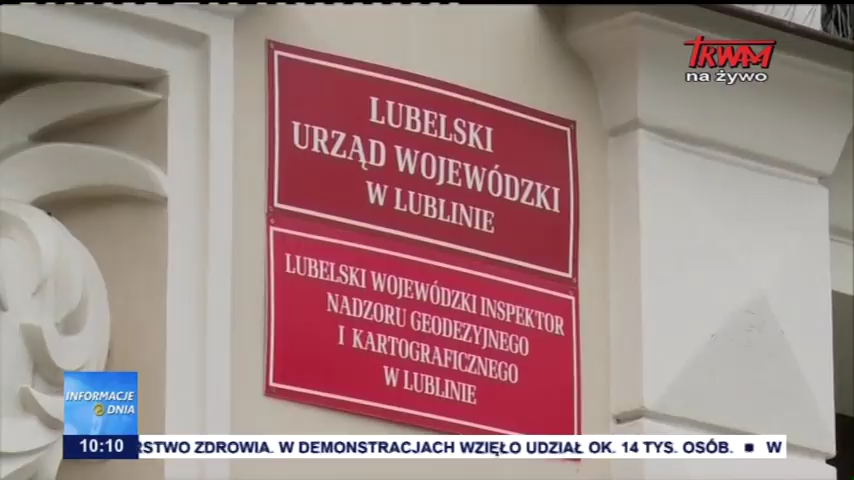 TRWAM
na żywo
LUBELSKI
URZĄD WOJEWÓDZKI
W LUBLINIE
LUBELSKI WOJEWÓDZKI INSPEKTOR
NADZORU GEODEZYJNEGO
I KARTOGRAFICZNEGO
W LUBLINIE
INFORMACJE
DNIA
10:10
RSTWO ZDROWIA. W DEMONSTRACJACH WZIĘŁO UDZIAŁ OK. 14 TYS. OSÓB. ■ W